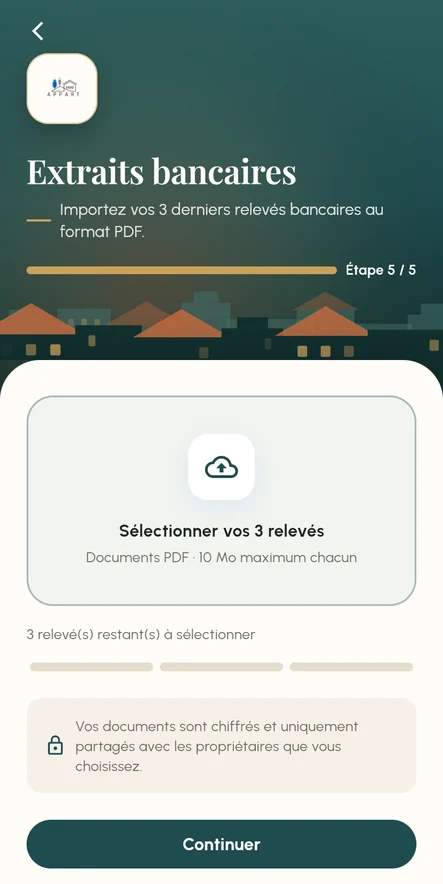 APPART
Extraits bancaires
Importez vos 3 derniers relevés bancaires au
format PDF.
Étape 5 / 5
Sélectionner vos 3 relevés
Documents PDF · 10 Mo maximum chacun
3 relevé(s) restant(s) à sélectionner
Vos documents sont chiffrés et uniquement
partagés avec les propriétaires que vous
choisissez.
Continuer